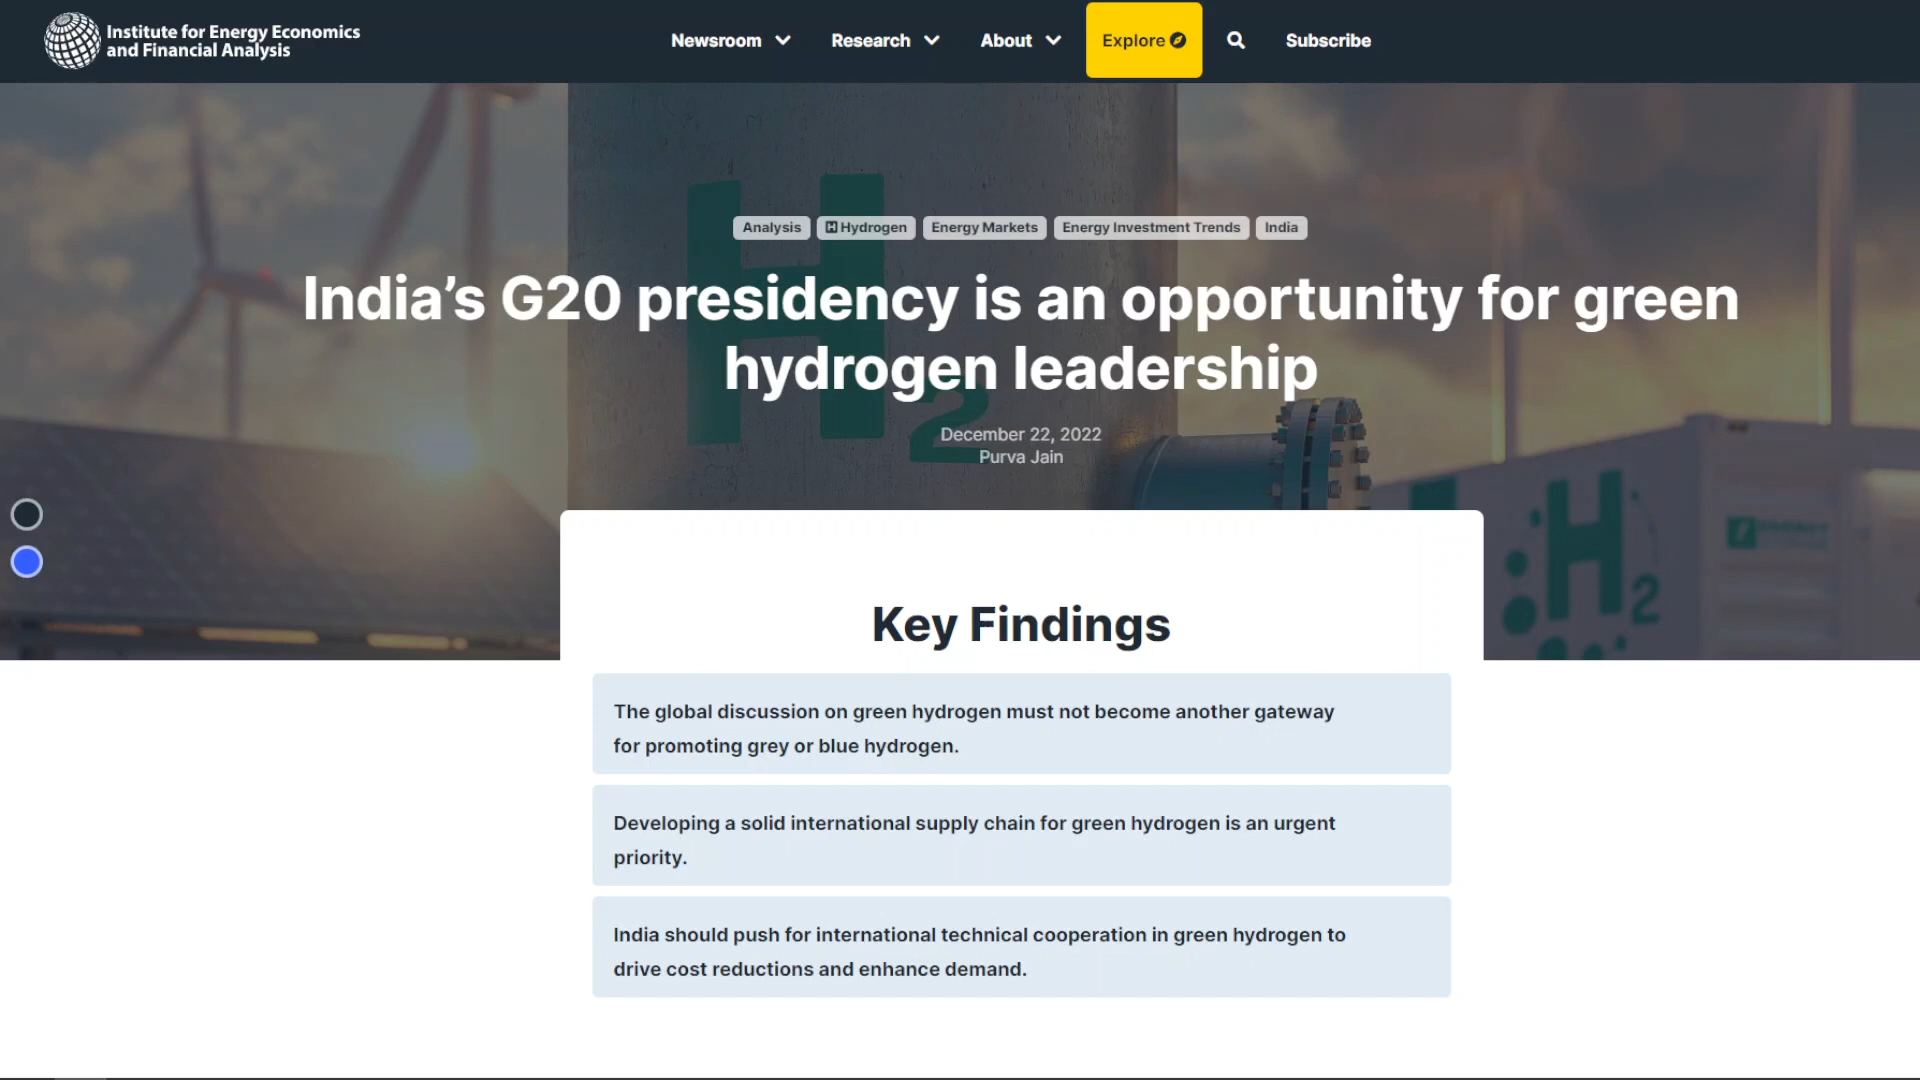 Institute for Energy Economics
and Financial Analysis
Newsroom
Research
About
Explore
Subscribe
Analysis
H Hydrogen
Energy Markets
Energy Investment Trends
India
India’s G20 presidency is an opportunity for green
hydrogen leadership
December 22, 2022
Purva Jain
H2
H2
Key Findings
The global discussion on green hydrogen must not become another gateway
for promoting grey or blue hydrogen.
Developing a solid international supply chain for green hydrogen is an urgent
priority.
India should push for international technical cooperation in green hydrogen to
drive cost reductions and enhance demand.